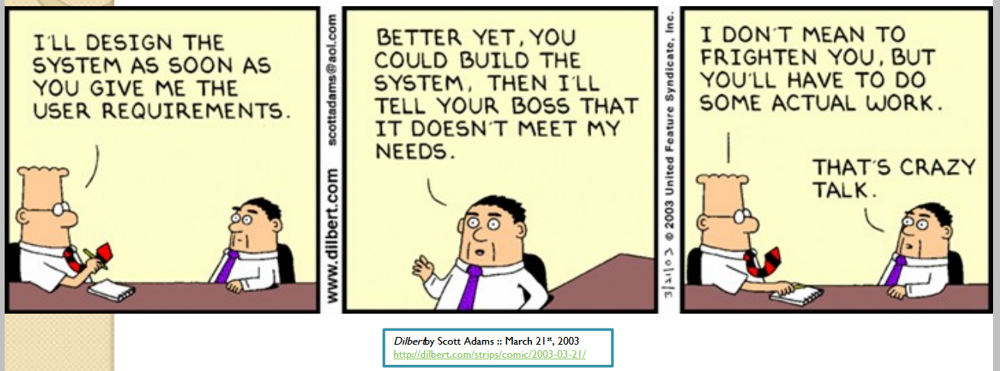 I'LL DESIGN THE
SYSTEM AS SOON AS
YOU GIVE ME THE
USER REQUIREMENTS.
www.dilbert.com scottadams@aol.com
BETTER YET, YOU
COULD BUILD THE
SYSTEM, THEN I'LL
TELL YOUR BOSS THAT
IT DOESN'T MEET MY
NEEDS.
3/21/03 © 2003 United Feature Syndicate, Inc.
I DON'T MEAN TO
FRIGHTEN YOU, BUT
YOU'LL HAVE TO DO
SOME ACTUAL WORK.
THAT'S CRAZY
TALK.
Dilbert by Scott Adams :: March 21st, 2003
http://dilbert.com/strips/comic/2003-03-21/